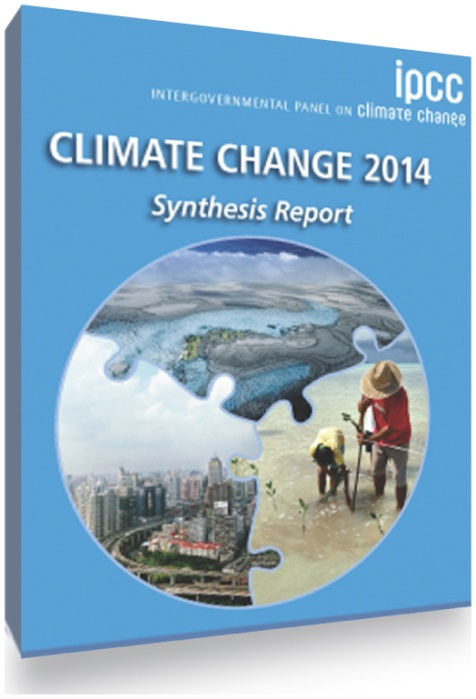 ipcc
INTERGOVERNMENTAL PANEL ON climate change
CLIMATE CHANGE 2014
Synthesis Report